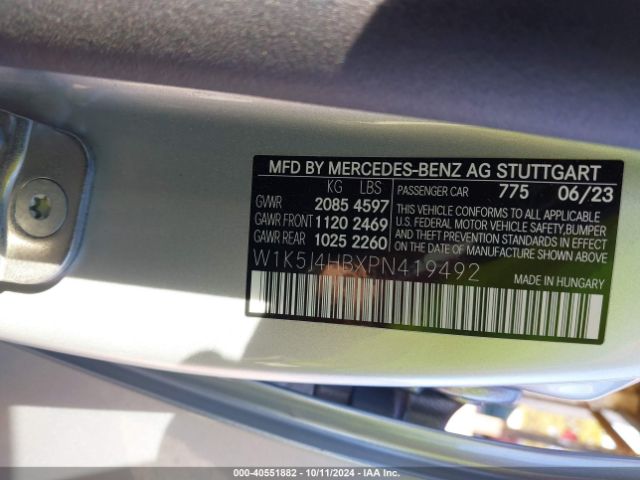 MFD BY MERCEDES-BENZ AG STUTTGART
KG LBS
GVWR 2085 4597
GAWR FRONT 1120 2469
GAWR REAR 1025 2260
PASSENGER CAR 775 06/23
THIS VEHICLE CONFORMS TO ALL APPLICABLE
U.S. FEDERAL MOTOR VEHICLE SAFETY,BUMPER
AND THEFT PREVENTION STANDARDS IN EFFECT
ON THE DATE OF MANUFACTURE SHOWN ABOVE.
W1K5J4HBXPN419492
MADE IN HUNGARY
000-40551882 - 10/11/2024 - IAA Inc.